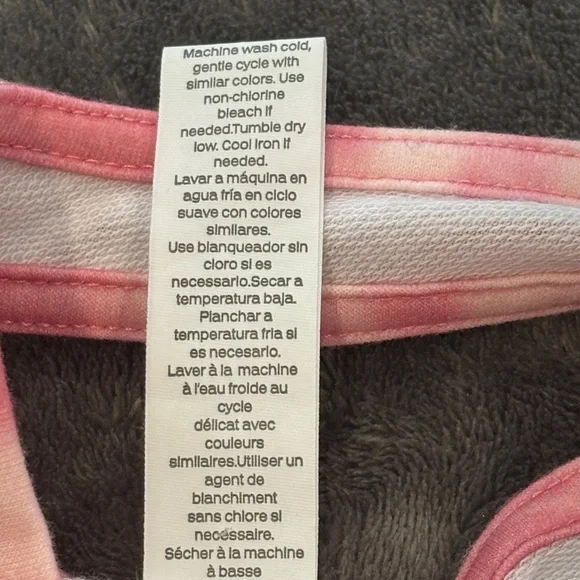 Machine wash cold,
gentle cycle with
similar colors. Use
non-chlorine
bleach if
needed.Tumble dry
low. Cool Iron If
needed.
Lavar a máquina en
agua fría en ciclo
suave con colores
similares.
Use blanqueador sin
cloro si es
necessario.Secar a
temperatura baja.
Planchar a
temperatura fria si
es necesario.
Laver à la machine
à l'eau froide au
cycle
délicat avec
couleurs
similaires.Utiliser un
agent de
blanchiment
sans chlore si
necéssaire.
Sécher à la machine
à basse